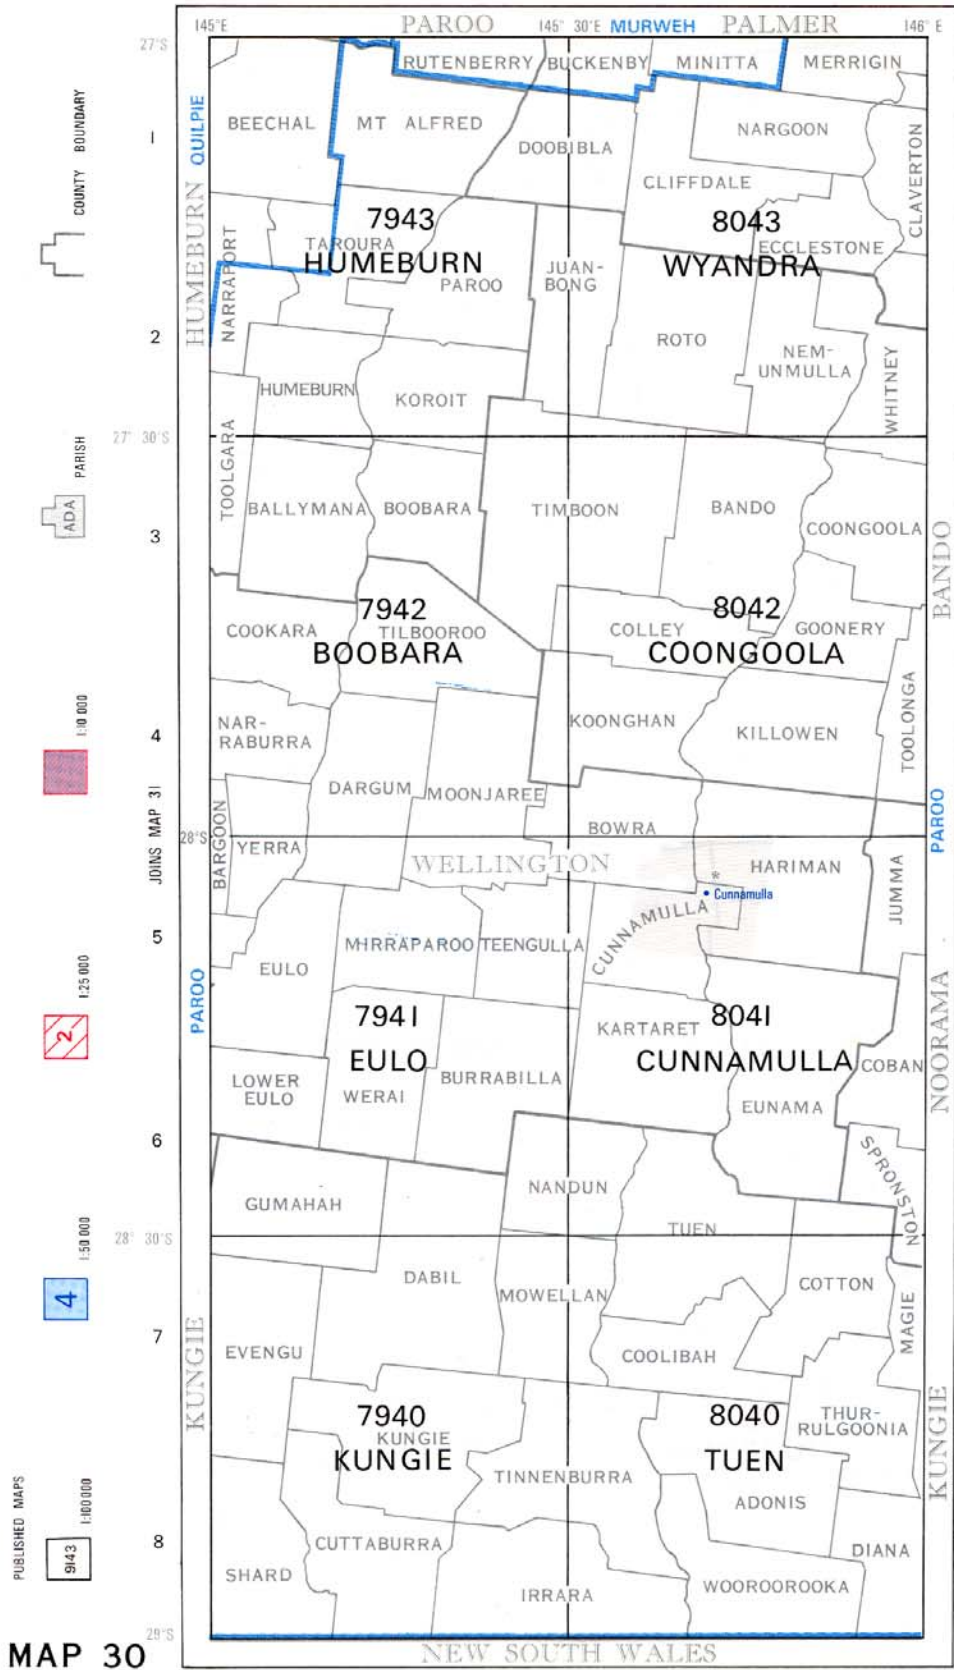 145° E PAROO 145° 30′ E MURWEH PALMER 146° E
27°S
RUTENBERRY BUCKENBY MINITTA MERRIGIN
COUNTY BOUNDARY
QUILPIE
HUMEBURN
1
BEECHAL MT ALFRED DOOBIBLA NARGOON
CLIFFDALE
CLAVERTON
7943
HUMEBURN
8043
WYANDRA
TAROURA
ECCLESTONE
NARRAPORT
PAROO
JUAN-
BONG
2
ROTO
NEM-
UNMULLA
WHITNEY
HUMEBURN
KOROIT
27° 30′S
PARISH
ADA
TOOLGARA
BALLYMANA BOOBARA TIMBOON BANDO COONGOOLA
3
BANDO
7942
BOOBARA
8042
COONGOOLA
COOKARA TILBOOROO COLLEY GOONERY
1:10 000
NAR-
RABURRA
4
KOONGHAN KILLOWEN TOOLONGA
DARGUM MOONJAREE
JOINS MAP 31
BARGOON
BOWRA
PAROO
28°S
YERRA
WELLINGTON
HARIMAN
JUMMA
*
Cunnamulla
CUNNAMULLA
5
MIRRAPAROO TEENGULLA
EULO
1:25 000
2
PAROO
NOORAMA
7941
EULO
8041
CUNNAMULLA
KARTARET
COBAN
LOWER
EULO
WERAI
BURRABILLA
EUNAMA
6
SPRONSTON
GUMAHAH
NANDUN
TUEN
28° 30′S
1:50 000
4
DABIL
MOWELLAN
COTTON
MAGIE
7
EVENGU
COOLIBAH
KUNGIE
KUNGIE
7940
KUNGIE
KUNGIE
8040
TUEN
THUR-
RULGOONIA
TINNENBURRA
ADONIS
PUBLISHED MAPS
9143
1:100 000
8
CUTTABURRA
DIANA
SHARD
IRRARA
WOOROOROOKA
29°S
MAP 30
NEW SOUTH WALES